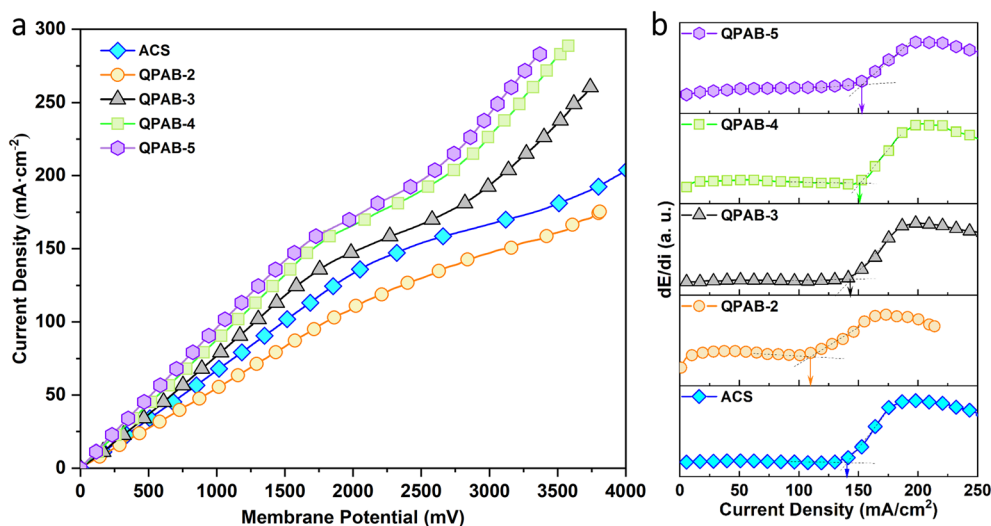 a
Current Density (mA·cm⁻²)
300
250
200
150
100
50
0
ACS
QPAB-2
QPAB-3
QPAB-4
QPAB-5
0 500 1000 1500 2000 2500 3000 3500 4000
Membrane Potential (mV)
b
dE/di (a. u.)
QPAB-5
QPAB-4
QPAB-3
QPAB-2
ACS
0 50 100 150 200 250
Current Density (mA/cm²)